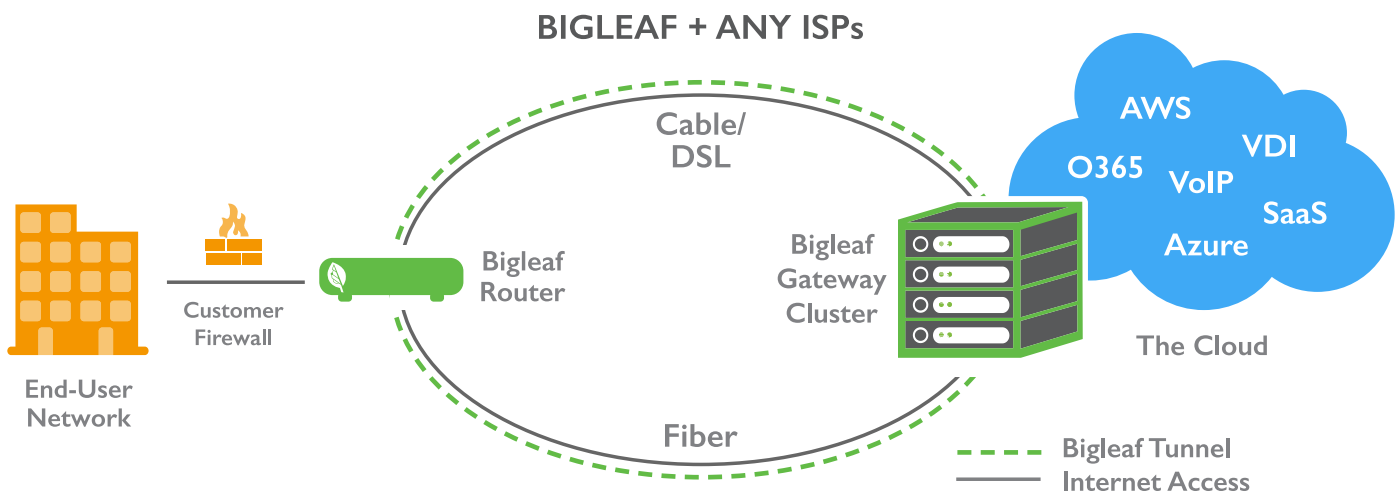 BIGLEAF + ANY ISPs
Cable/
DSL
AWS
VDI
O365
VoIP
SaaS
Azure
Bigleaf
Router
Bigleaf
Gateway
Cluster
Customer
Firewall
The Cloud
End-User
Network
Fiber
Bigleaf Tunnel
Internet Access